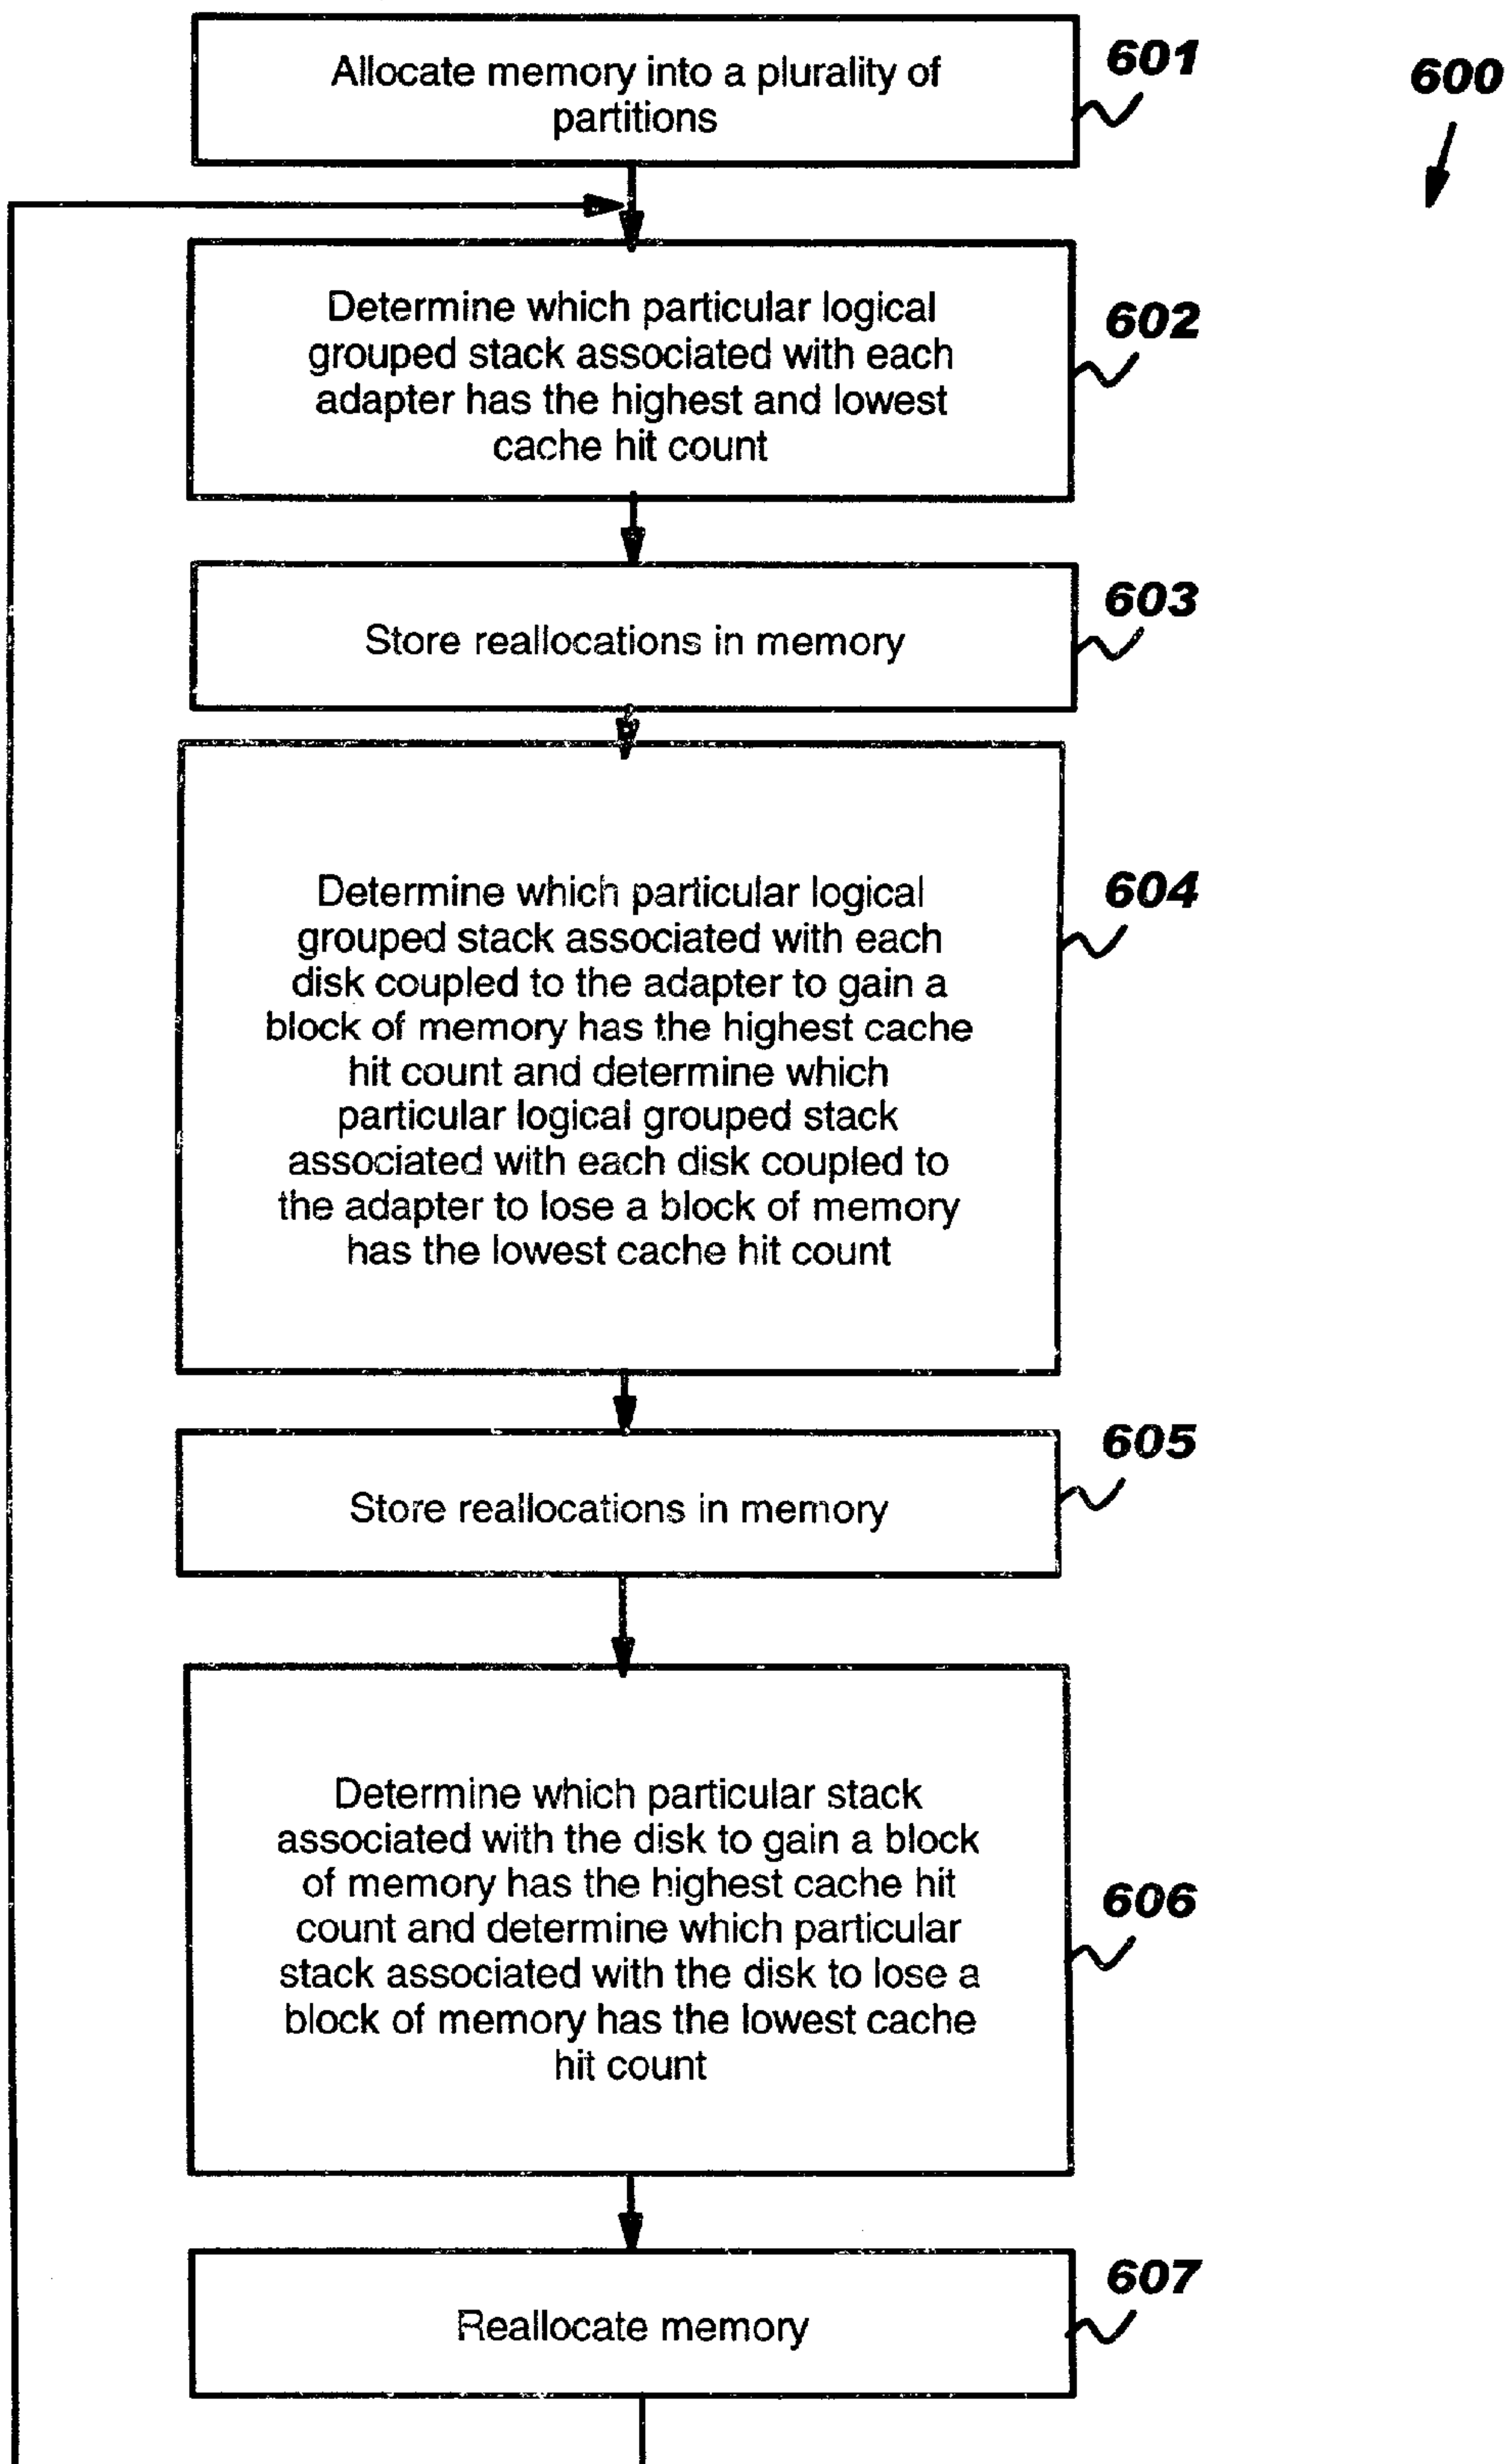 Allocate memory into a plurality of
partitions
601
600
Determine which particular logical
grouped stack associated with each
adapter has the highest and lowest
cache hit count
602
Store reallocations in memory
603
Determine which particular logical
grouped stack associated with each
disk coupled to the adapter to gain a
block of memory has the highest cache
hit count and determine which
particular logical grouped stack
associated with each disk coupled to
the adapter to lose a block of memory
has the lowest cache hit count
604
Store reallocations in memory
605
Determine which particular stack
associated with the disk to gain a block
of memory has the highest cache hit
count and determine which particular
stack associated with the disk to lose a
block of memory has the lowest cache
hit count
606
Reallocate memory
607